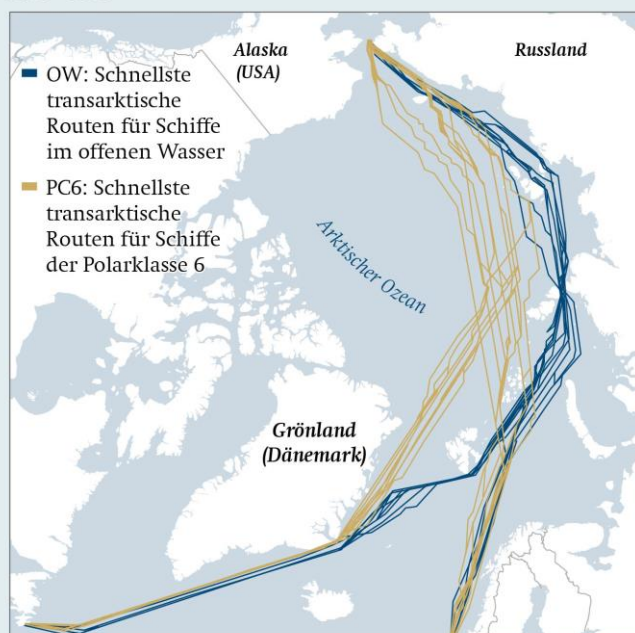 Alaska
(USA)
Russland
OW: Schnellste
transarktische
Routen für Schiffe
im offenen Wasser
PC6: Schnellste
transarktische
Routen für Schiffe
der Polarklasse 6
Arktischer Ozean
Grönland
(Dänemark)